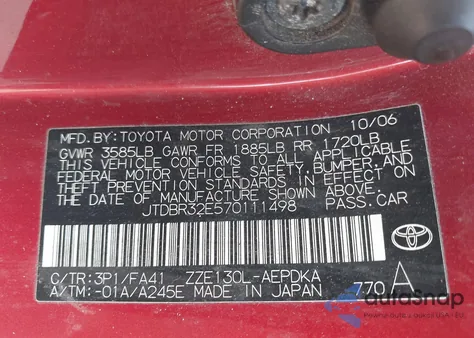 MFD. BY: TOYOTA MOTOR CORPORATION 10/06
GVWR 3585LB GAWR FR 1885LB RR 1720LB
THIS VEHICLE CONFORMS TO ALL APPLICABLE
FEDERAL MOTOR VEHICLE SAFETY, BUMPER, AND
THEFT PREVENTION STANDARDS IN EFFECT ON
THE DATE OF MANUFACTURE SHOWN ABOVE.
JTDBR32E570111498 PASS. CAR
C/TR:3P1/FA41 ZZE130L-AEPDKA
A/TM:-01A/A245E MADE IN JAPAN 770 A
autosnap